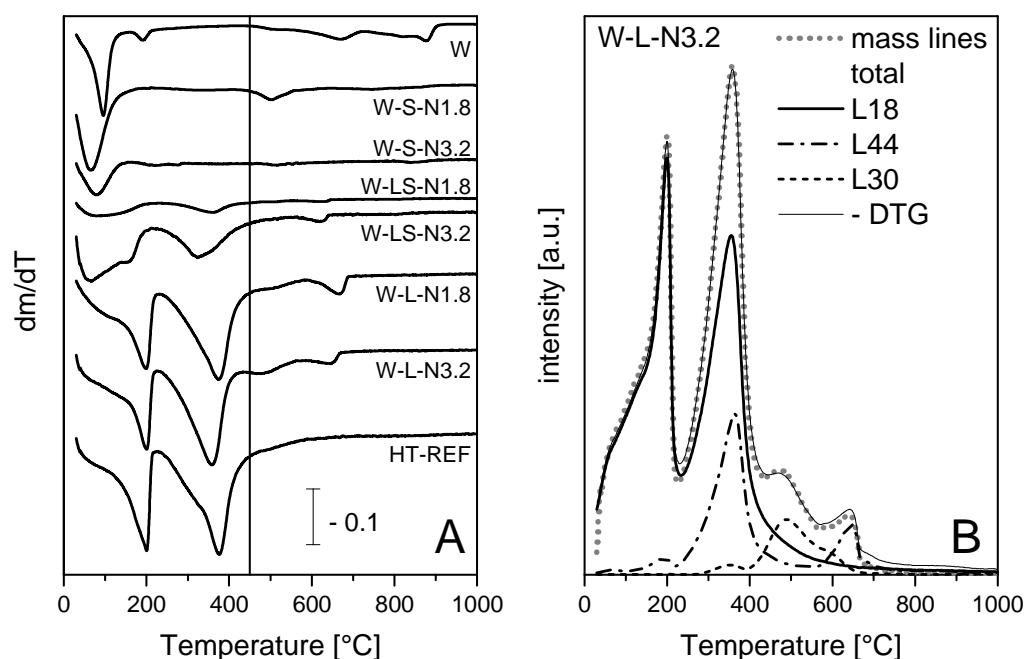 W
W-S-N1.8
W-S-N3.2
W-LS-N1.8
W-LS-N3.2
W-L-N1.8
W-L-N3.2
HT-REF
- 0.1
A
dm/dT
0 200 400 600 800 1000
Temperature [°C]
W-L-N3.2
mass lines
total
L18
L44
L30
- DTG
B
intensity [a.u.]
0 200 400 600 800 1000
Temperature [°C]